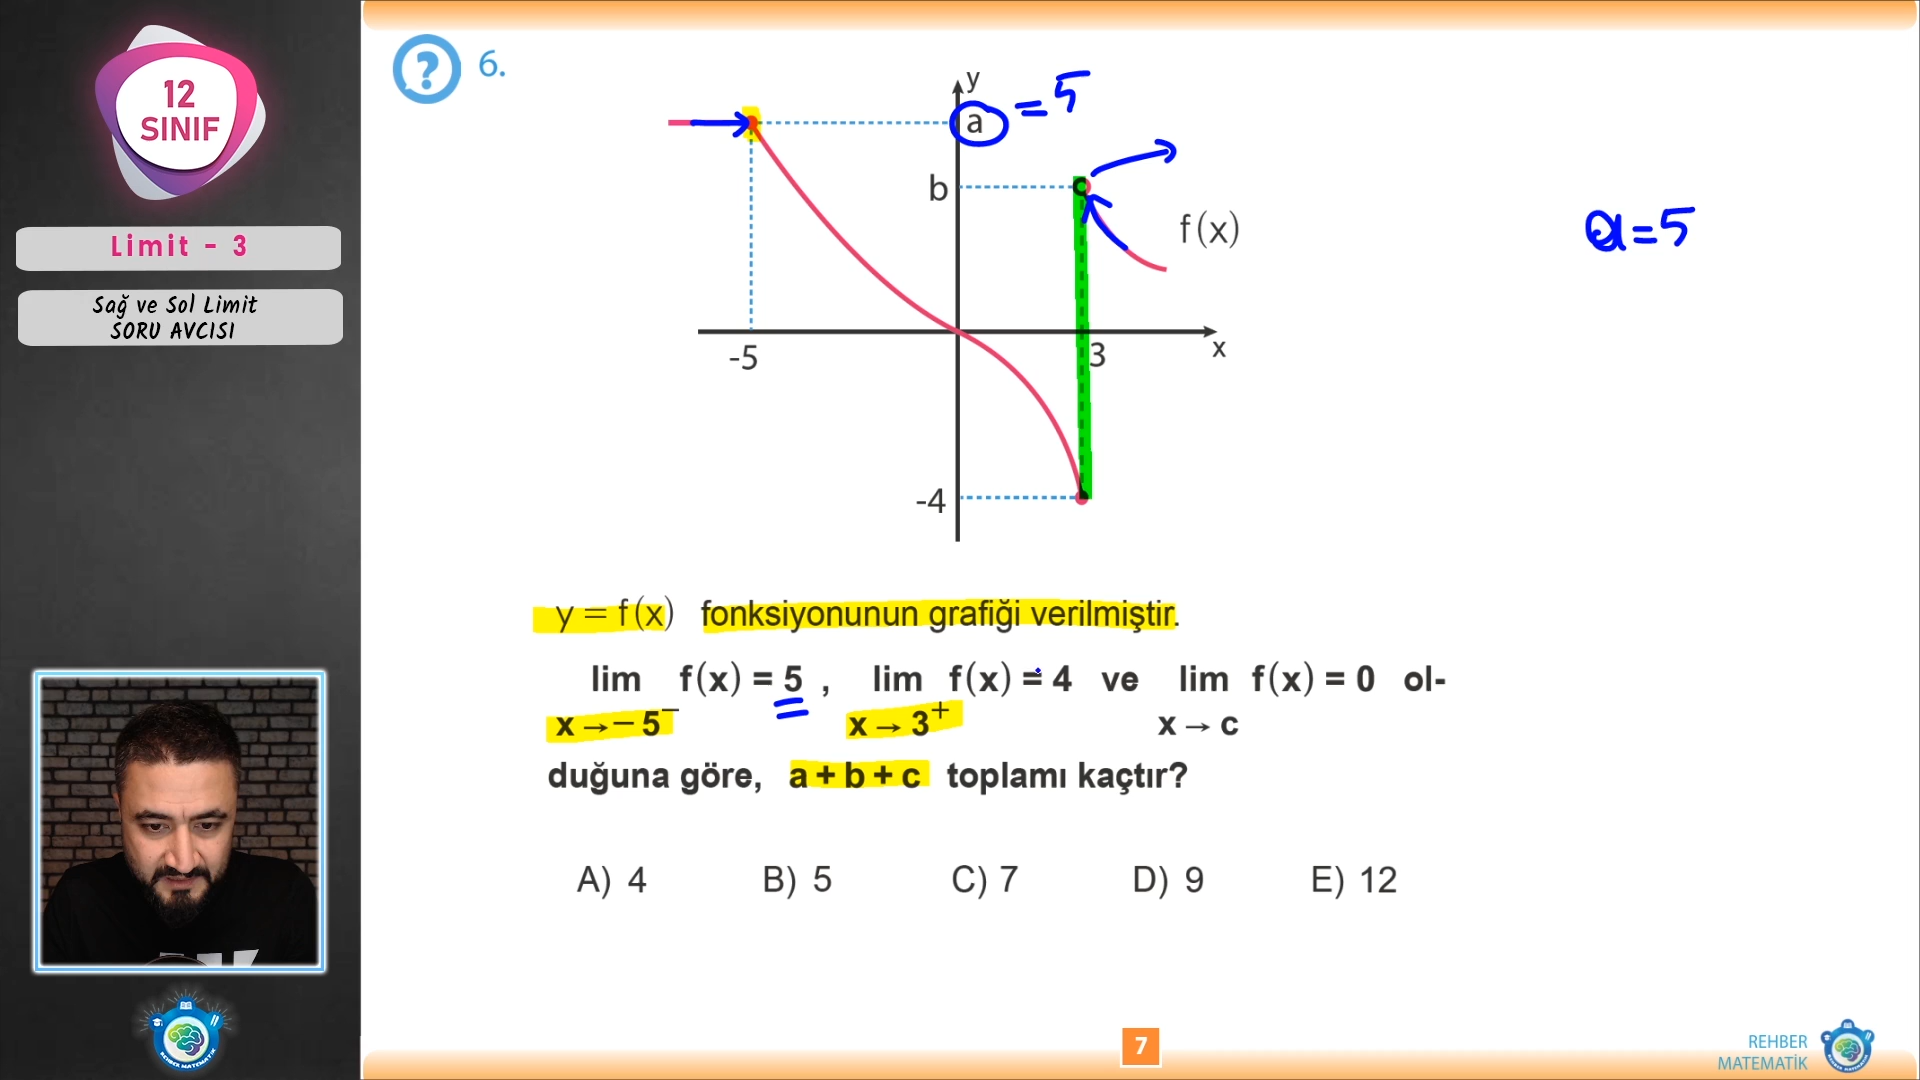 12
SINIF
Limit - 3
Sağ ve Sol Limit
SORU AVCISI
?
6.
y
a = 5
b
f(x)
a=5
-5
3
x
-4
y = f(x) fonksiyonunun grafiği verilmiştir.
lim f(x) = 5 , lim f(x) = 4 ve lim f(x) = 0 ol-
x → − 5⁻ x → 3⁺ x → c
duğuna göre, a + b + c toplamı kaçtır?
A) 4 B) 5 C) 7 D) 9 E) 12
7
REHBER
MATEMATİK
REHBER MATEMATİK